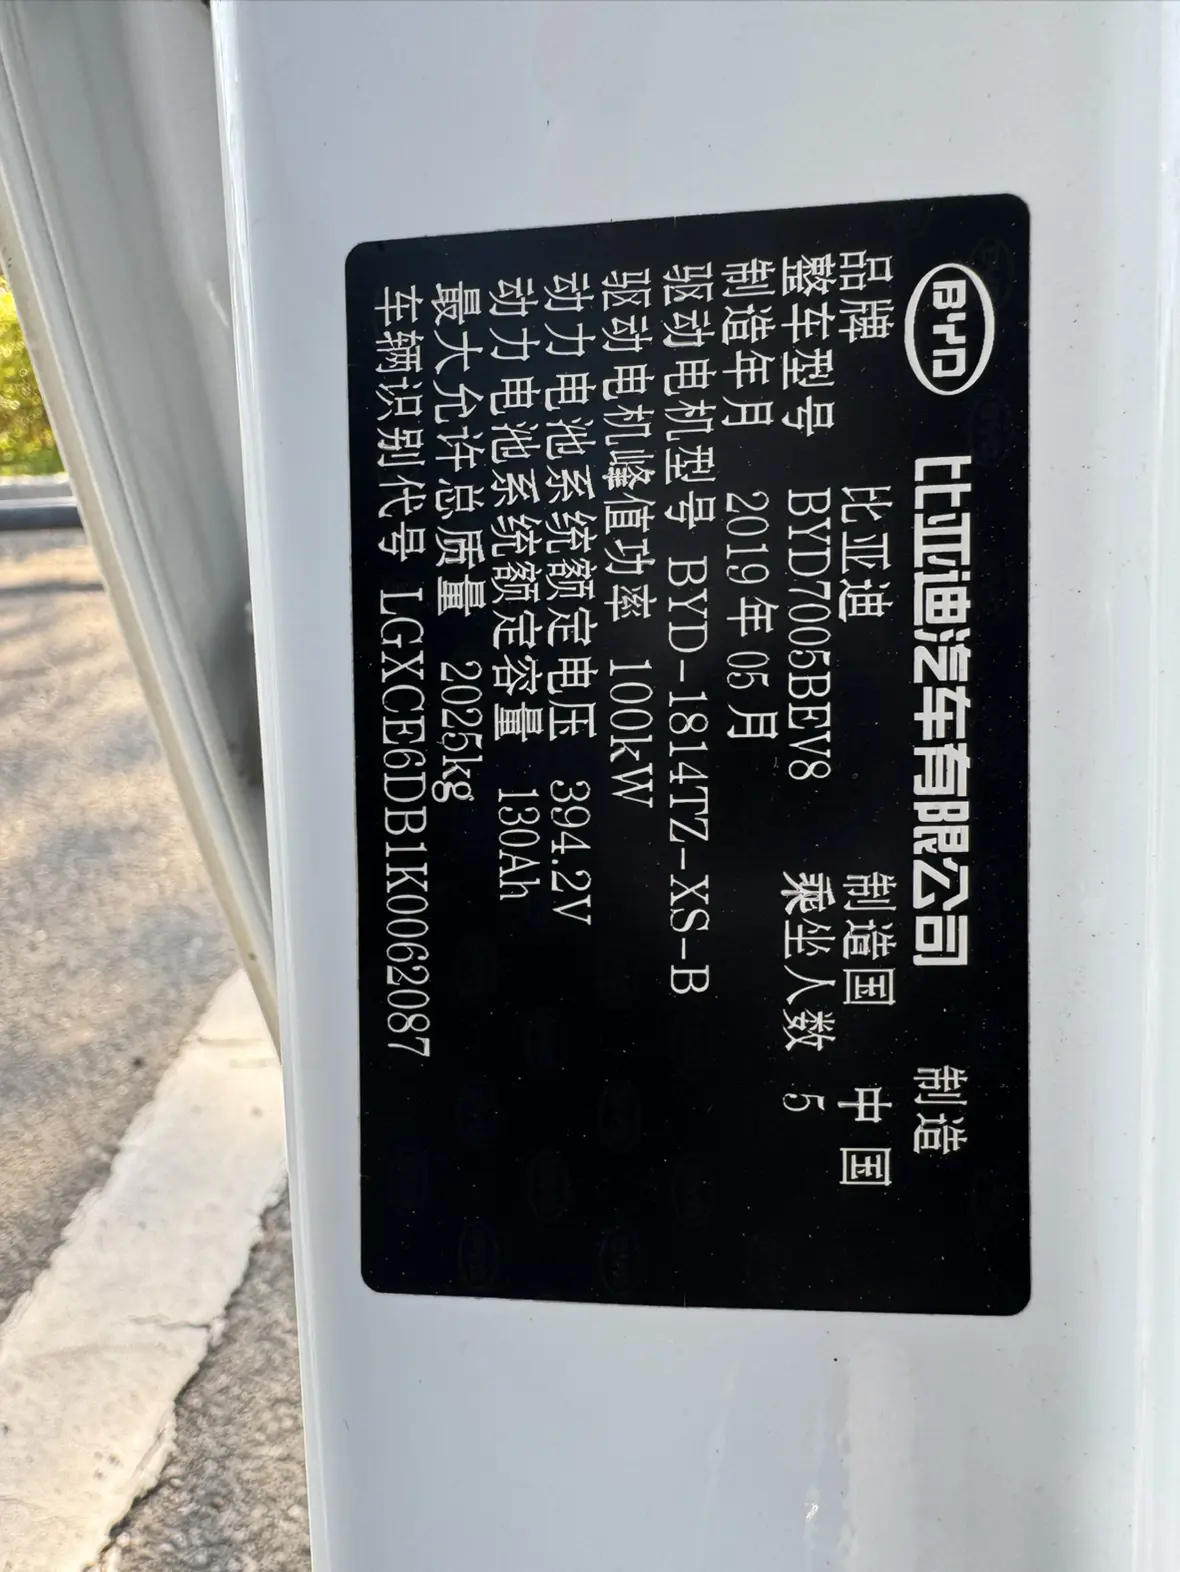 BYD 比亚迪汽车有限公司 制造
品牌 比亚迪 制造国 中国
整车型号 BYD7005BEV8 乘坐人数 5
制造年月 2019年05月
驱动电机型号 BYD-1814TZ-XS-B
驱动电机峰值功率 100kW
动力电池系统额定电压 394.2V
动力电池系统额定容量 130Ah
最大允许总质量 2025kg
车辆识别代号 LGXCE6DB1K0062087